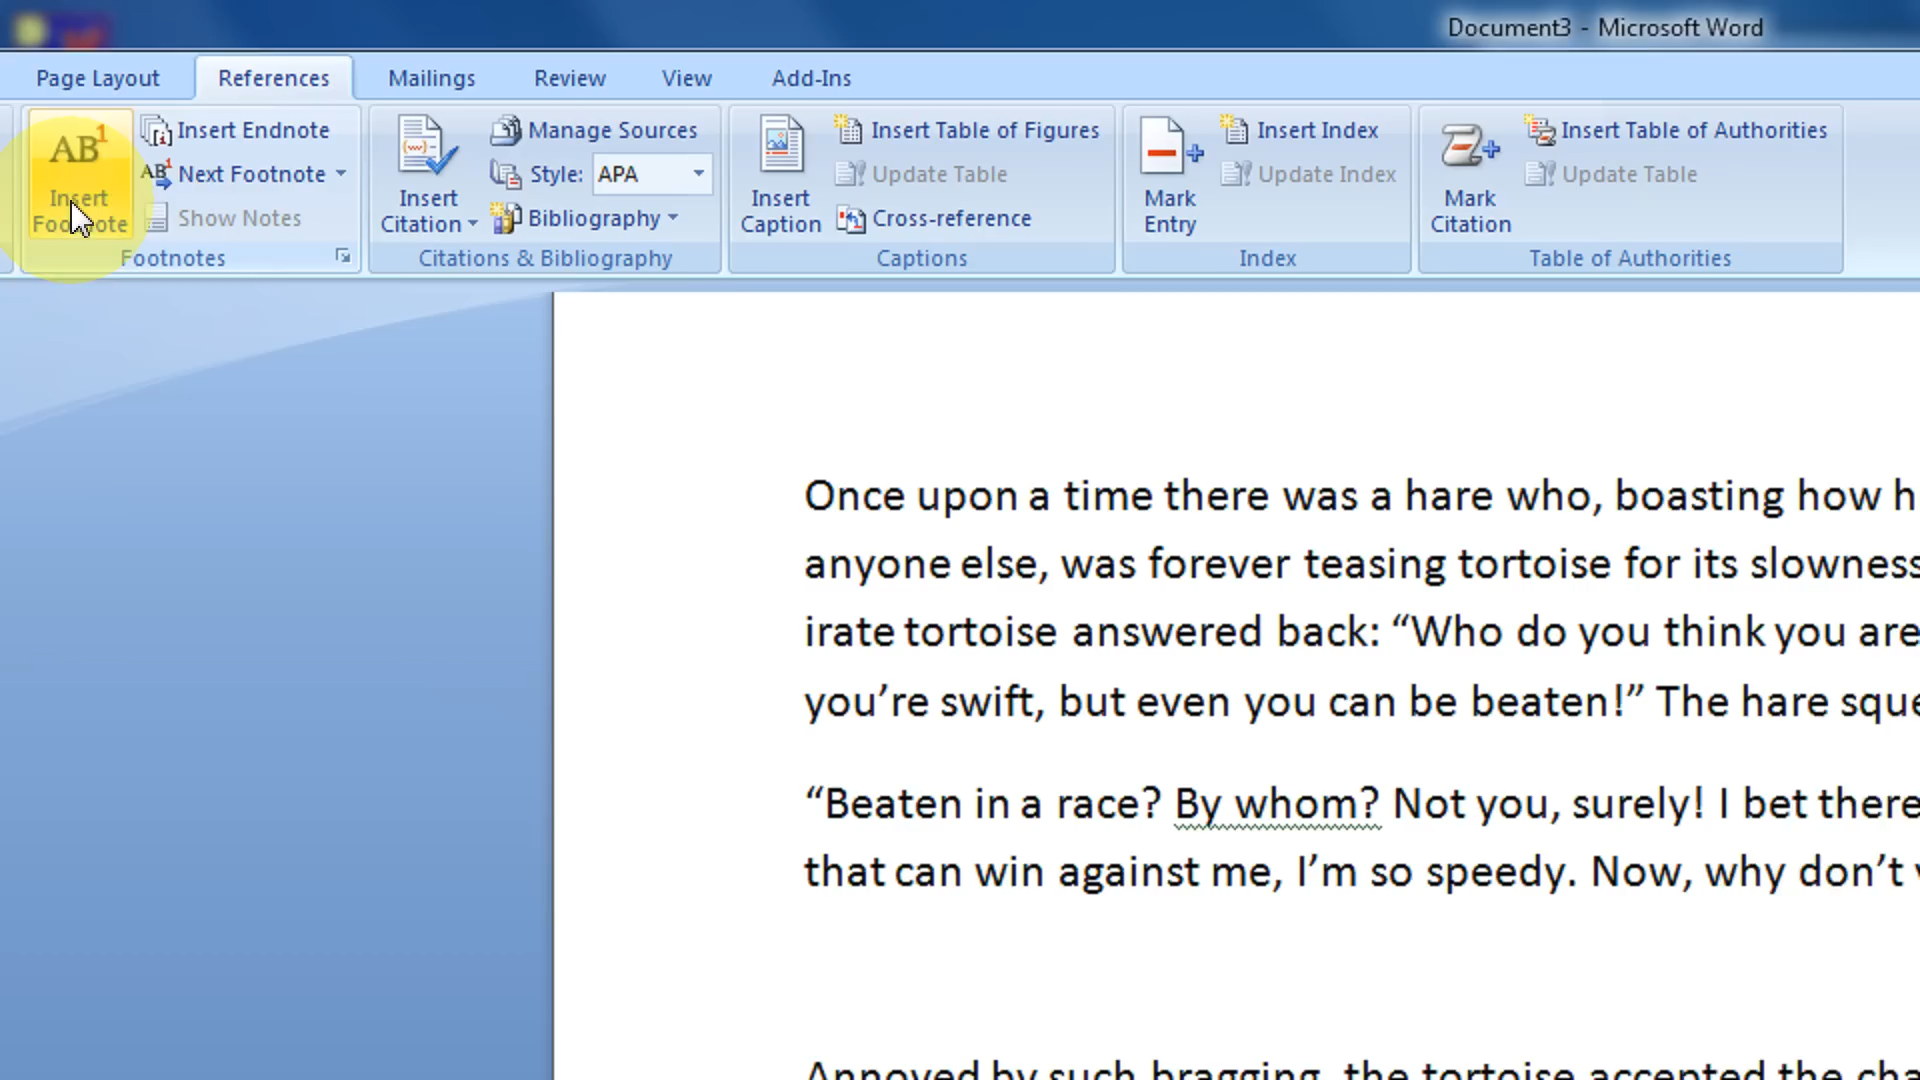 Document3 - Microsoft Word
Page Layout References Mailings Review View Add-Ins
AB1 Insert Footnote
Insert Endnote
AB1 Next Footnote
Show Notes
Footnotes
Insert Citation
Manage Sources
Style: APA
Bibliography
Citations & Bibliography
Insert Caption
Insert Table of Figures
Update Table
Cross-reference
Captions
Mark Entry
Insert Index
Update Index
Index
Mark Citation
Insert Table of Authorities
Update Table
Table of Authorities
Once upon a time there was a hare who, boasting how h
anyone else, was forever teasing tortoise for its slowness
irate tortoise answered back: “Who do you think you are
you’re swift, but even you can be beaten!” The hare sque
“Beaten in a race? By whom? Not you, surely! I bet there
that can win against me, I’m so speedy. Now, why don’t
Annoyed by such bragging, the tortoise accepted the cha